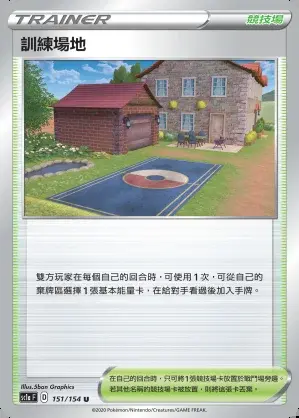 TRAINER 競技場
訓練場地
雙方玩家在每個自己的回合時,可使用1次,可從自己的
棄牌區選擇1張基本能量卡,在給對手看過後加入手牌。
Illus. 5ban Graphics
sc1a F D 151/154 U
在自己的回合時,只可將1張競技場卡放置於戰鬥場旁邊。
若其他名稱的競技場卡被放置,則將這張卡丟棄。
©2020 Pokémon/Nintendo/Creatures/GAME FREAK.